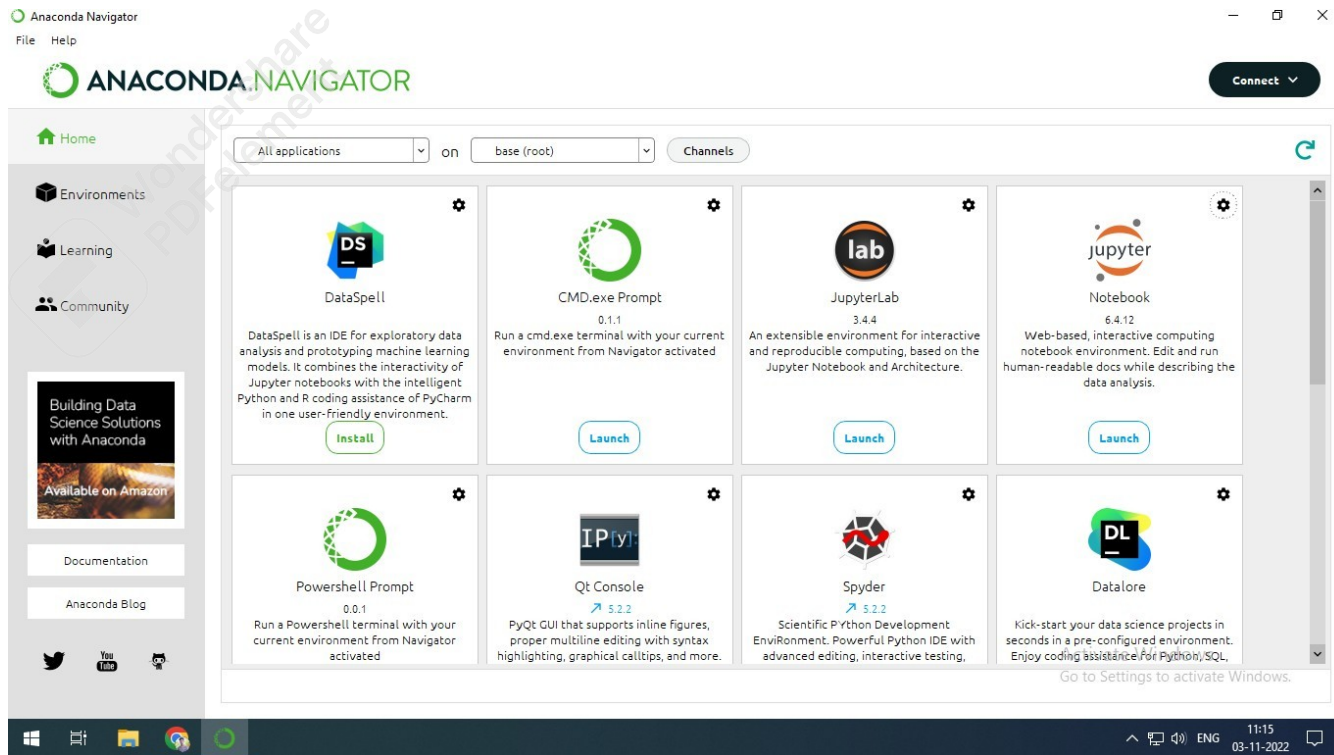 Anaconda Navigator
File Help
ANACONDA.NAVIGATOR
Connect
Home
Environments
Learning
Community
Building Data
Science Solutions
with Anaconda
Available on Amazon
Documentation
Anaconda Blog
You
Tube
All applications on base (root) Channels
DS
DataSpell
DataSpell is an IDE for exploratory data
analysis and prototyping machine learning
models. It combines the interactivity of
Jupyter notebooks with the intelligent
Python and R coding assistance of PyCharm
in one user-friendly environment.
Install
CMD.exe Prompt
0.1.1
Run a cmd.exe terminal with your current
environment from Navigator activated
Launch
lab
JupyterLab
3.4.4
An extensible environment for interactive
and reproducible computing, based on the
Jupyter Notebook and Architecture.
Launch
jupyter
Notebook
6.4.12
Web-based, interactive computing
notebook environment. Edit and run
human-readable docs while describing the
data analysis.
Launch
Powershell Prompt
0.0.1
Run a Powershell terminal with your
current environment from Navigator
activated
IP[y]:
Qt Console
5.2.2
PyQt GUI that supports inline figures,
proper multiline editing with syntax
highlighting, graphical calltips, and more.
Spyder
5.2.2
Scientific PYthon Development
EnviRonment. Powerful Python IDE with
advanced editing, interactive testing,
DL
Datalore
Kick-start your data science projects in
seconds in a pre-configured environment.
Enjoy coding assistance for Python, SQL,
Activate Windows
Go to Settings to activate Windows.
Wondershare
PDFelement
ENG
11:15
03-11-2022